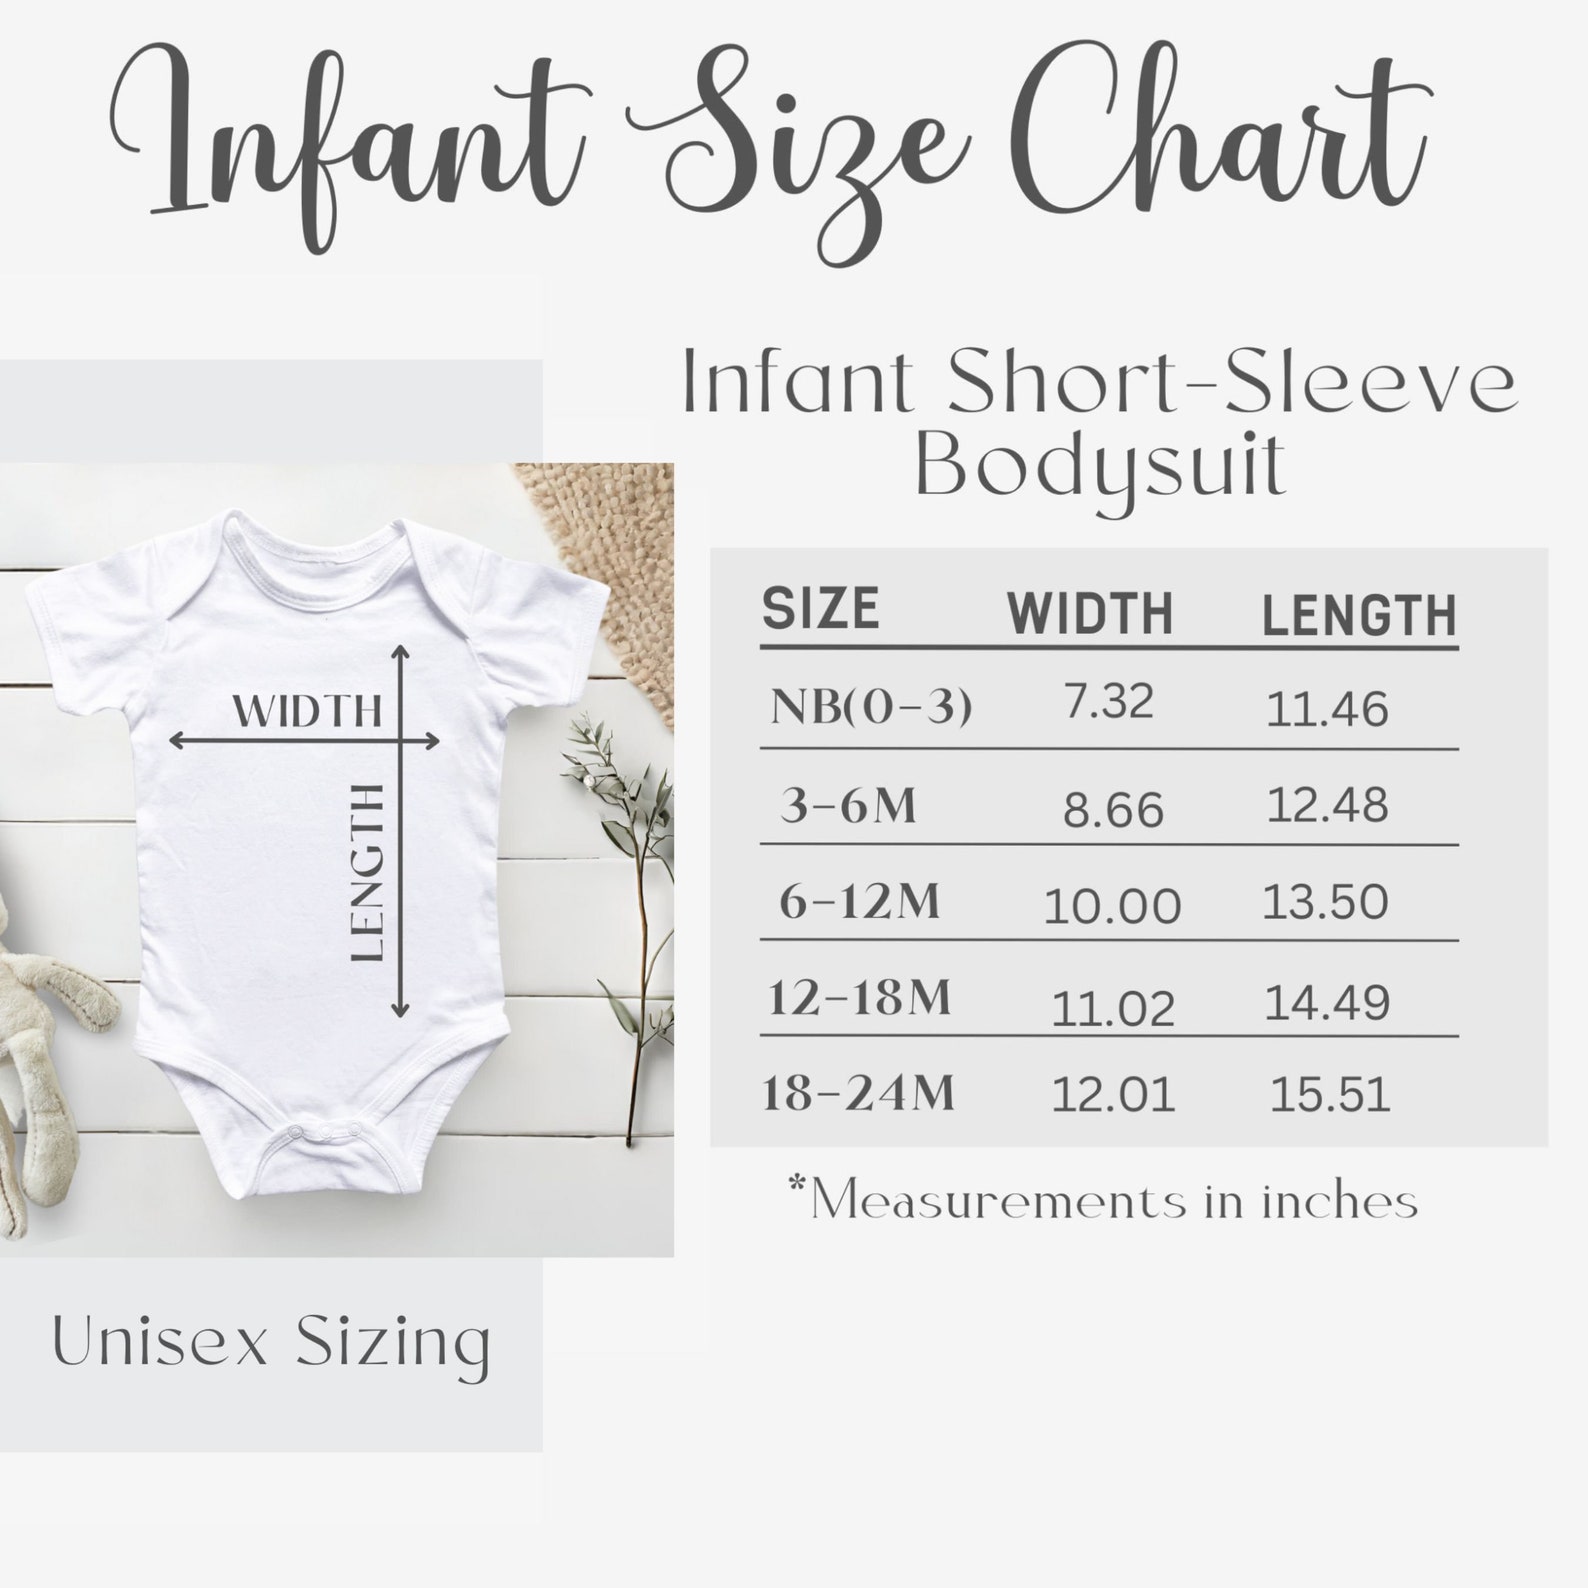 Infant Size Chart
Infant Short-Sleeve
Bodysuit
SIZE WIDTH LENGTH
NB(0-3) 7.32 11.46
3-6M 8.66 12.48
6-12M 10.00 13.50
12-18M 11.02 14.49
18-24M 12.01 15.51
*Measurements in inches
WIDTH
LENGTH
Unisex Sizing